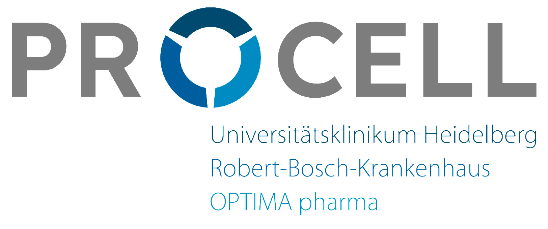 PROCELL
Universitätsklinikum Heidelberg
Robert-Bosch-Krankenhaus
OPTIMA pharma